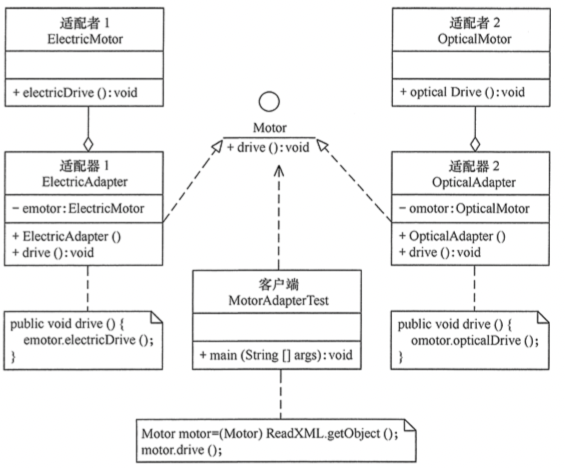 适配者 1
ElectricMotor
+ electricDrive ():void
适配者 2
OpticalMotor
+ optical Drive ():void
Motor
+ drive ():void
适配器 1
ElectricAdapter
− emotor:ElectricMotor
+ ElectricAdapter ()
+ drive ():void
适配器 2
OpticalAdapter
− omotor:OpticalMotor
+ OpticalAdapter ()
+ drive ():void
客户端
MotorAdapterTest
+ main (String [] args):void
public void drive () {
emotor.electricDrive ();
}
public void drive () {
omotor.opticalDrive ();
}
Motor motor=(Motor) ReadXML.getObject ();
motor.drive ();